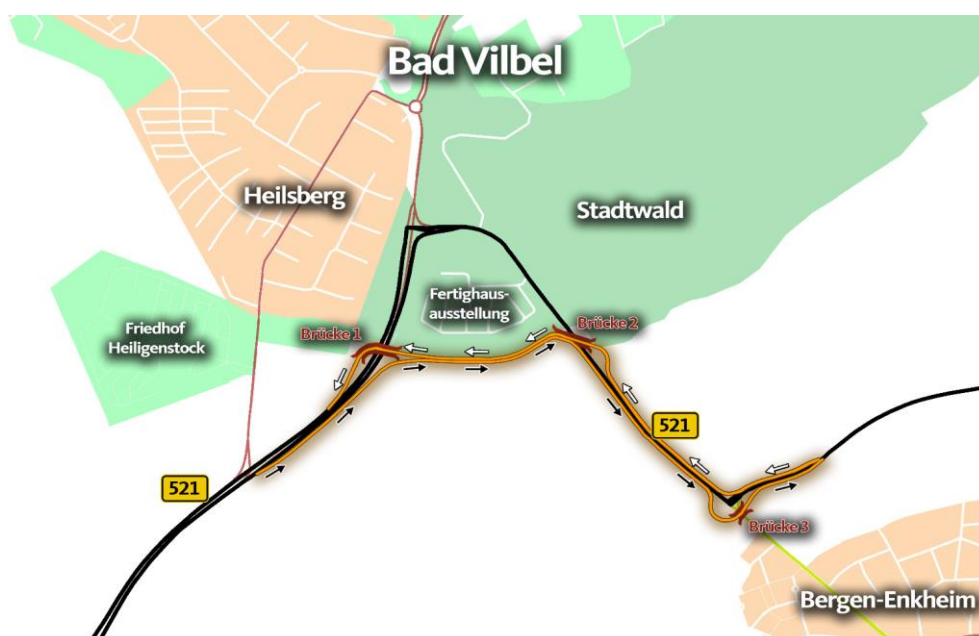 Bad Vilbel
Heilsberg
Stadtwald
Fertighaus-
ausstellung
Friedhof
Heiligenstock
Brücke 1
Brücke 2
521
521
Brücke 3
Bergen-Enkheim